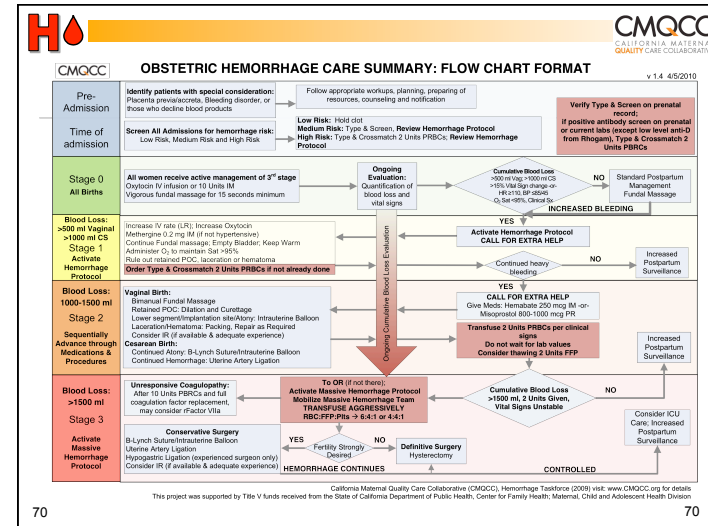 H
CMQCC
CALIFORNIA MATERNAL
QUALITY CARE COLLABORATIVE
CMQCC
OBSTETRIC HEMORRHAGE CARE SUMMARY: FLOW CHART FORMAT
v 1.4 4/5/2010
Pre-
Admission
Identify patients with special consideration:
Placenta previa/accreta, Bleeding disorder, or
those who decline blood products
Follow appropriate workups, planning, preparing of
resources, counseling and notification
Time of
admission
Screen All Admissions for hemorrhage risk:
Low Risk, Medium Risk and High Risk
Low Risk: Hold clot
Medium Risk: Type & Screen, Review Hemorrhage Protocol
High Risk: Type & Crossmatch 2 Units PRBCs; Review Hemorrhage
Protocol
Verify Type & Screen on prenatal
record;
if positive antibody screen on prenatal
or current labs (except low level anti-D
from Rhogam), Type & Crossmatch 2
Units PBRCs
Stage 0
All Births
All women receive active management of 3rd stage
Oxytocin IV infusion or 10 Units IM
Vigorous fundal massage for 15 seconds minimum
Ongoing
Evaluation:
Quantification of
blood loss and
vital signs
Cumulative Blood Loss
>500 ml Vag; >1000 ml CS
>15% Vital Sign change -or-
HR ≥110, BP ≤85/45
O2 Sat <95%, Clinical Sx
NO
Standard Postpartum
Management
Fundal Massage
INCREASED BLEEDING
YES
Blood Loss:
>500 ml Vaginal
>1000 ml CS
Stage 1
Activate
Hemorrhage
Protocol
Increase IV rate (LR); Increase Oxytocin
Methergine 0.2 mg IM (if not hypertensive)
Continue Fundal massage; Empty Bladder; Keep Warm
Administer O2 to maintain Sat >95%
Rule out retained POC, laceration or hematoma
Order Type & Crossmatch 2 Units PRBCs if not already done
Ongoing Cumulative Blood Loss Evaluation
Activate Hemorrhage Protocol
CALL FOR EXTRA HELP
Continued heavy
bleeding
NO
Increased
Postpartum
Surveillance
YES
Blood Loss:
1000-1500 ml
Stage 2
Sequentially
Advance through
Medications &
Procedures
Vaginal Birth:
Bimanual Fundal Massage
Retained POC: Dilation and Curettage
Lower segment/Implantation site/Atony: Intrauterine Balloon
Laceration/Hematoma: Packing, Repair as Required
Consider IR (if available & adequate experience)
Cesarean Birth:
Continued Atony: B-Lynch Suture/Intrauterine Balloon
Continued Hemorrhage: Uterine Artery Ligation
CALL FOR EXTRA HELP
Give Meds: Hemabate 250 mcg IM -or-
Misoprostol 800-1000 mcg PR
Transfuse 2 Units PRBCs per clinical
signs
Do not wait for lab values
Consider thawing 2 Units FFP
Increased
Postpartum
Surveillance
Blood Loss:
>1500 ml
Stage 3
Activate
Massive
Hemorrhage
Protocol
Unresponsive Coagulopathy:
After 10 Units PBRCs and full
coagulation factor replacement,
may consider rFactor VIIa
To OR (if not there);
Activate Massive Hemorrhage Protocol
Mobilize Massive Hemorrhage Team
TRANSFUSE AGGRESSIVELY
RBC:FFP:Plts → 6:4:1 or 4:4:1
YES
Cumulative Blood Loss
>1500 ml, 2 Units Given,
Vital Signs Unstable
NO
Conservative Surgery
B-Lynch Suture/Intrauterine Balloon
Uterine Artery Ligation
Hypogastric Ligation (experienced surgeon only)
Consider IR (if available & adequate experience)
YES
Fertility Strongly
Desired
NO
Definitive Surgery
Hysterectomy
Consider ICU
Care; Increased
Postpartum
Surveillance
HEMORRHAGE CONTINUES
CONTROLLED
California Maternal Quality Care Collaborative (CMQCC), Hemorrhage Taskforce (2009) visit: www.CMQCC.org for details
This project was supported by Title V funds received from the State of California Department of Public Health, Center for Family Health; Maternal, Child and Adolescent Health Division
70
70